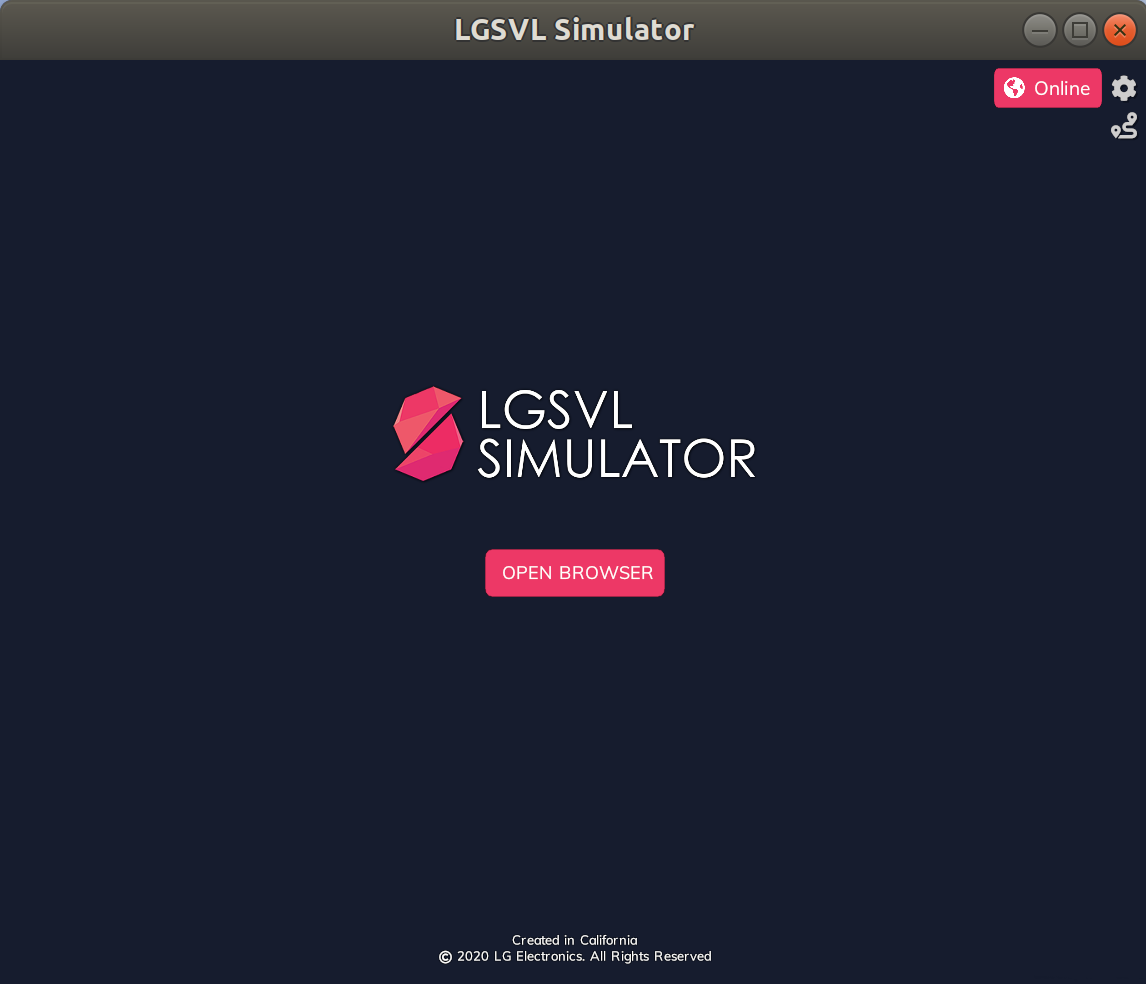 LGSVL Simulator
Online
LGSVL
SIMULATOR
OPEN BROWSER
Created in California
© 2020 LG Electronics. All Rights Reserved